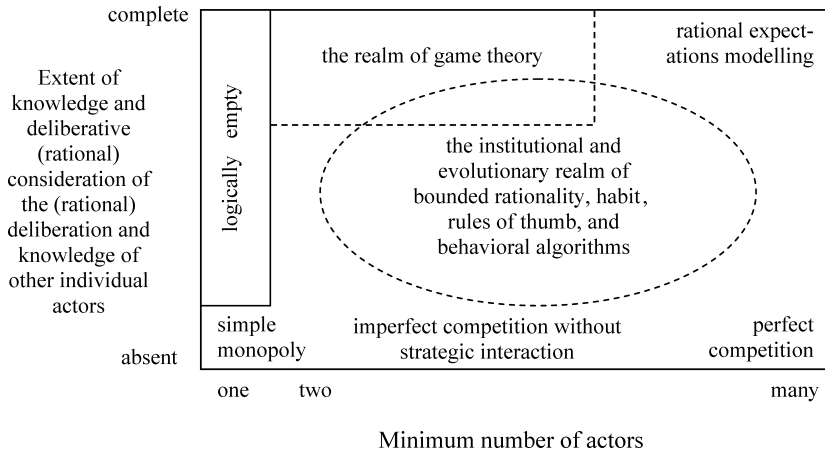 complete
Extent of
knowledge and
deliberative
(rational)
consideration of
the (rational)
deliberation and
knowledge of
other individual
actors
absent
logically empty
the realm of game theory
rational expect-
ations modelling
the institutional and
evolutionary realm of
bounded rationality, habit,
rules of thumb, and
behavioral algorithms
simple
monopoly
imperfect competition without
strategic interaction
perfect
competition
one two many
Minimum number of actors